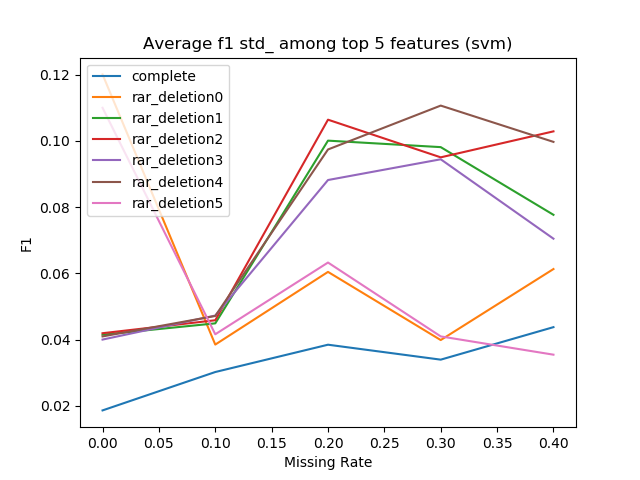 Average f1 std_ among top 5 features (svm)
complete
rar_deletion0
rar_deletion1
rar_deletion2
rar_deletion3
rar_deletion4
rar_deletion5
0.12
0.10
0.08
0.06
0.04
0.02
F1
0.00 0.05 0.10 0.15 0.20 0.25 0.30 0.35 0.40
Missing Rate